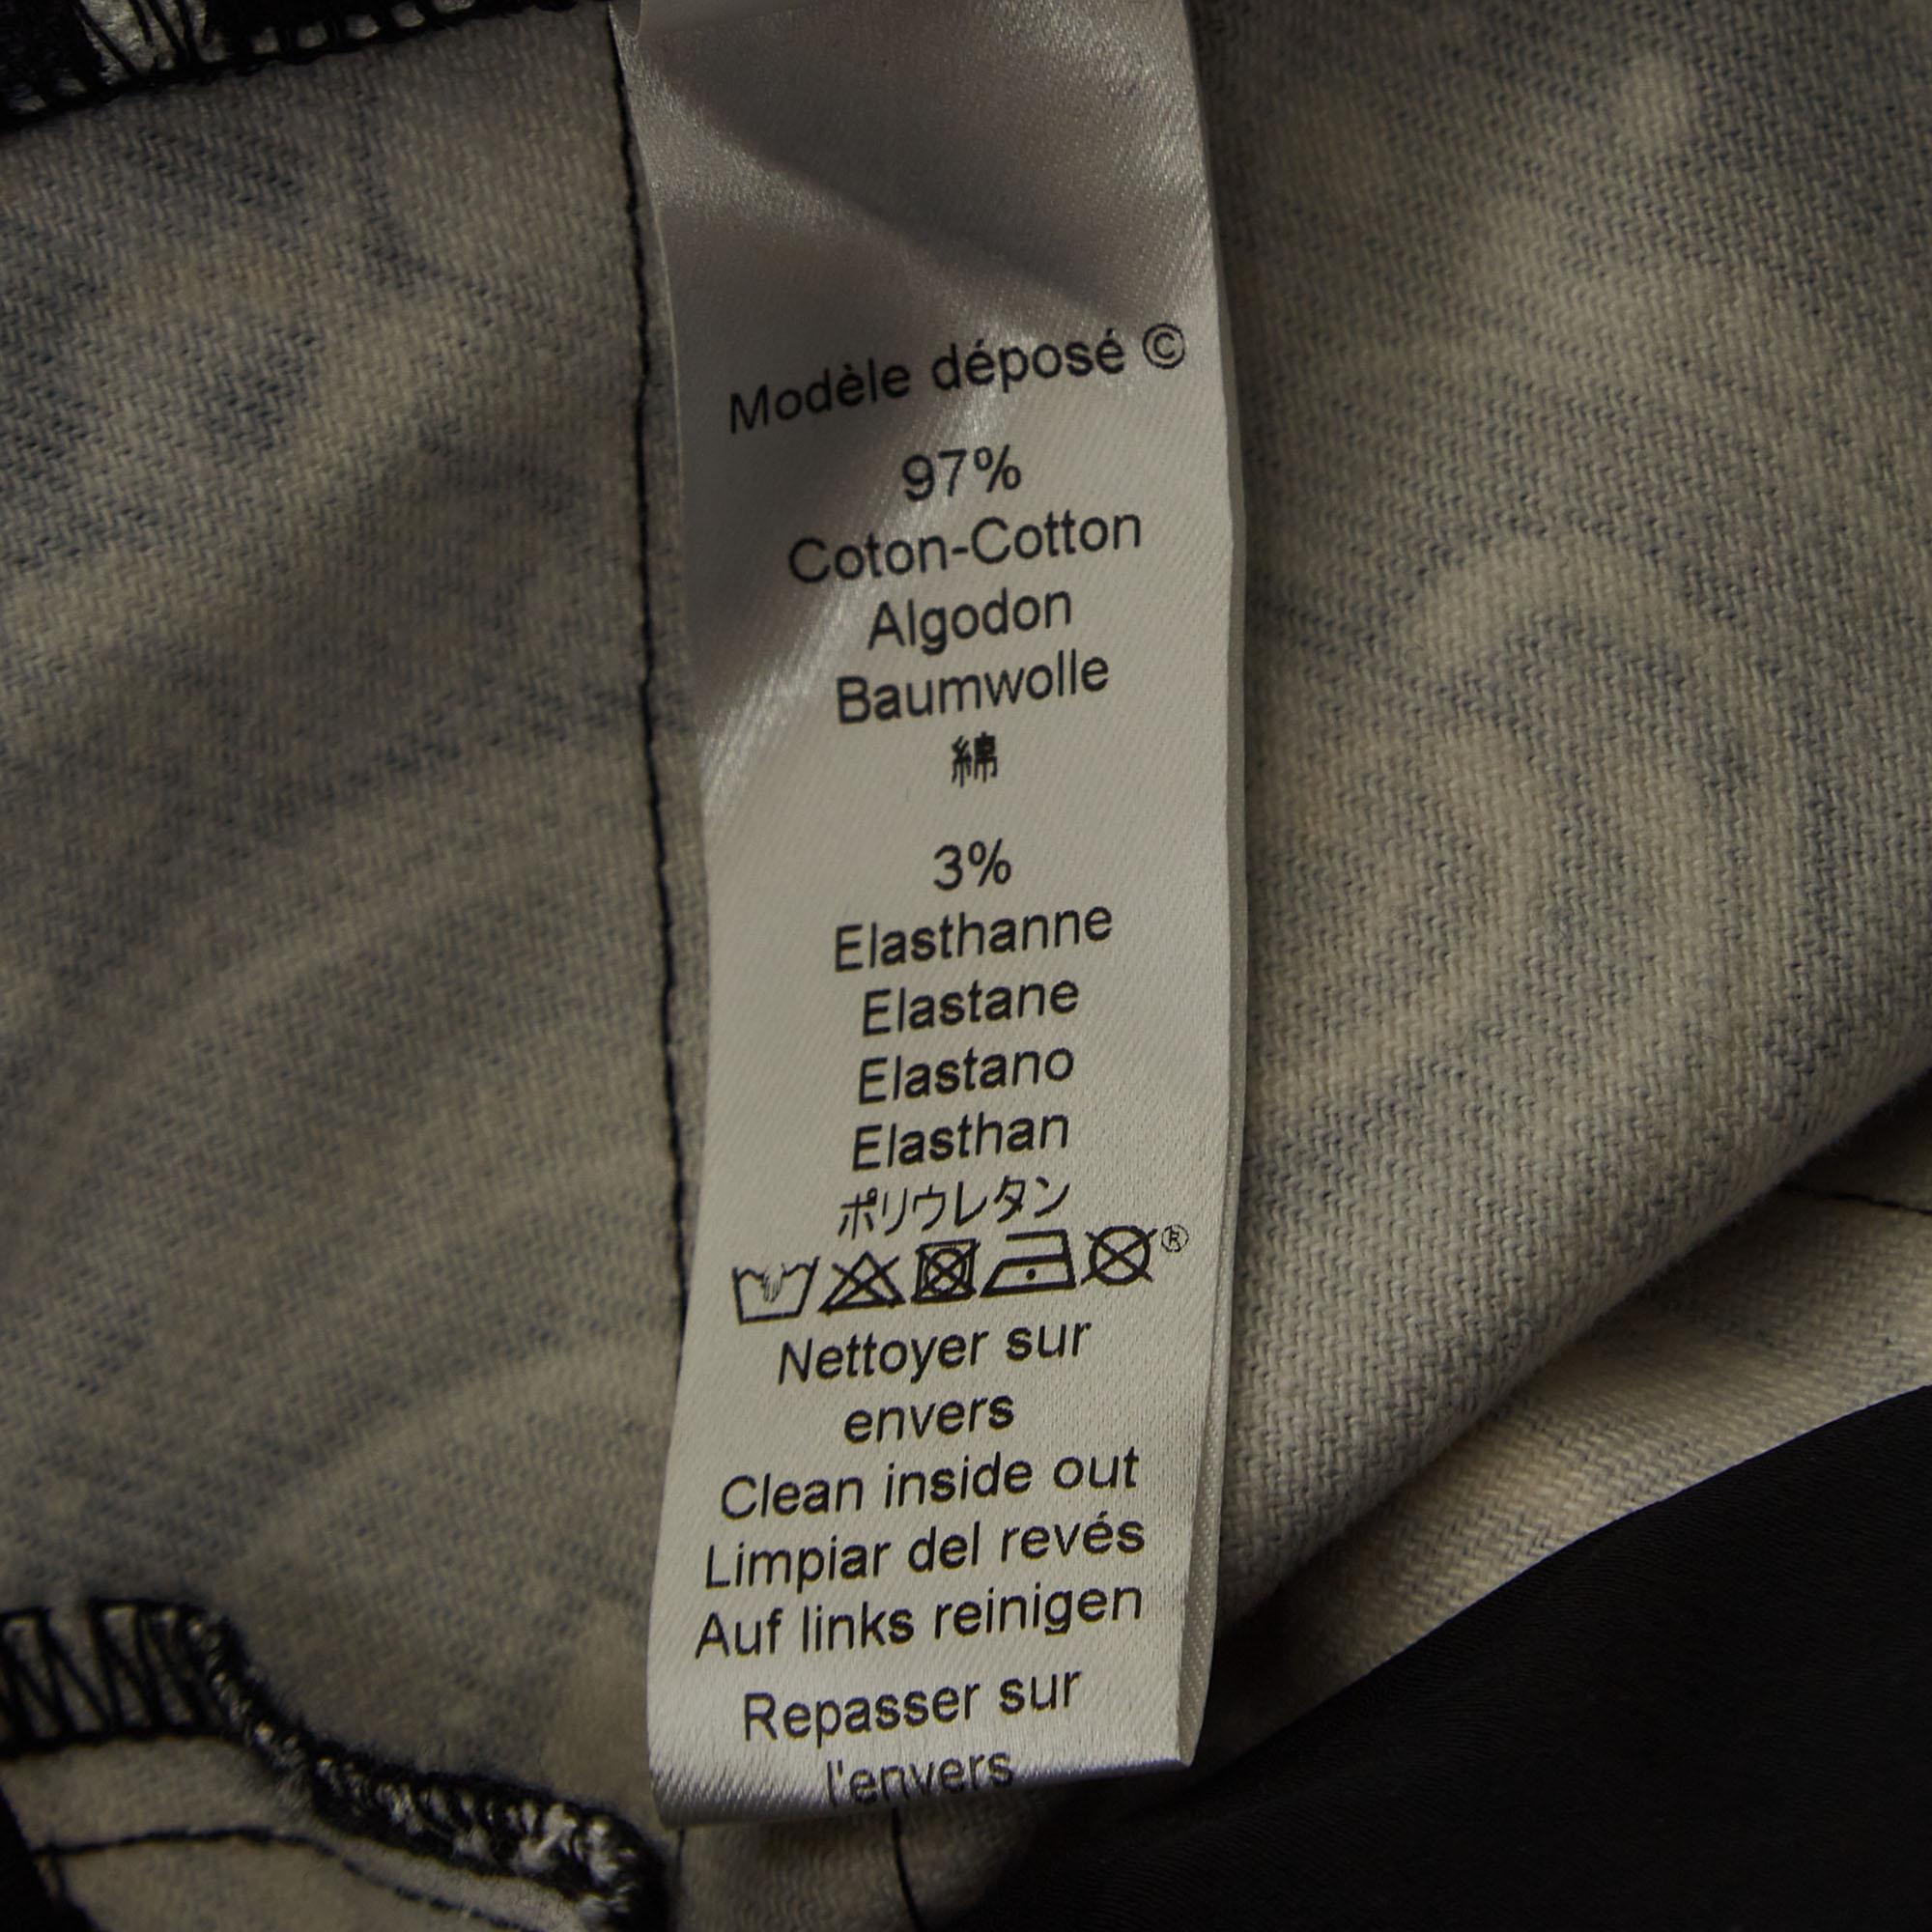 Modèle déposé ©
97%
Coton-Cotton
Algodon
Baumwolle
綿
3%
Elasthanne
Elastane
Elastano
Elasthan
ポリウレタン
®
Nettoyer sur
envers
Clean inside out
Limpiar del revés
Auf links reinigen
Repasser sur
l'envers